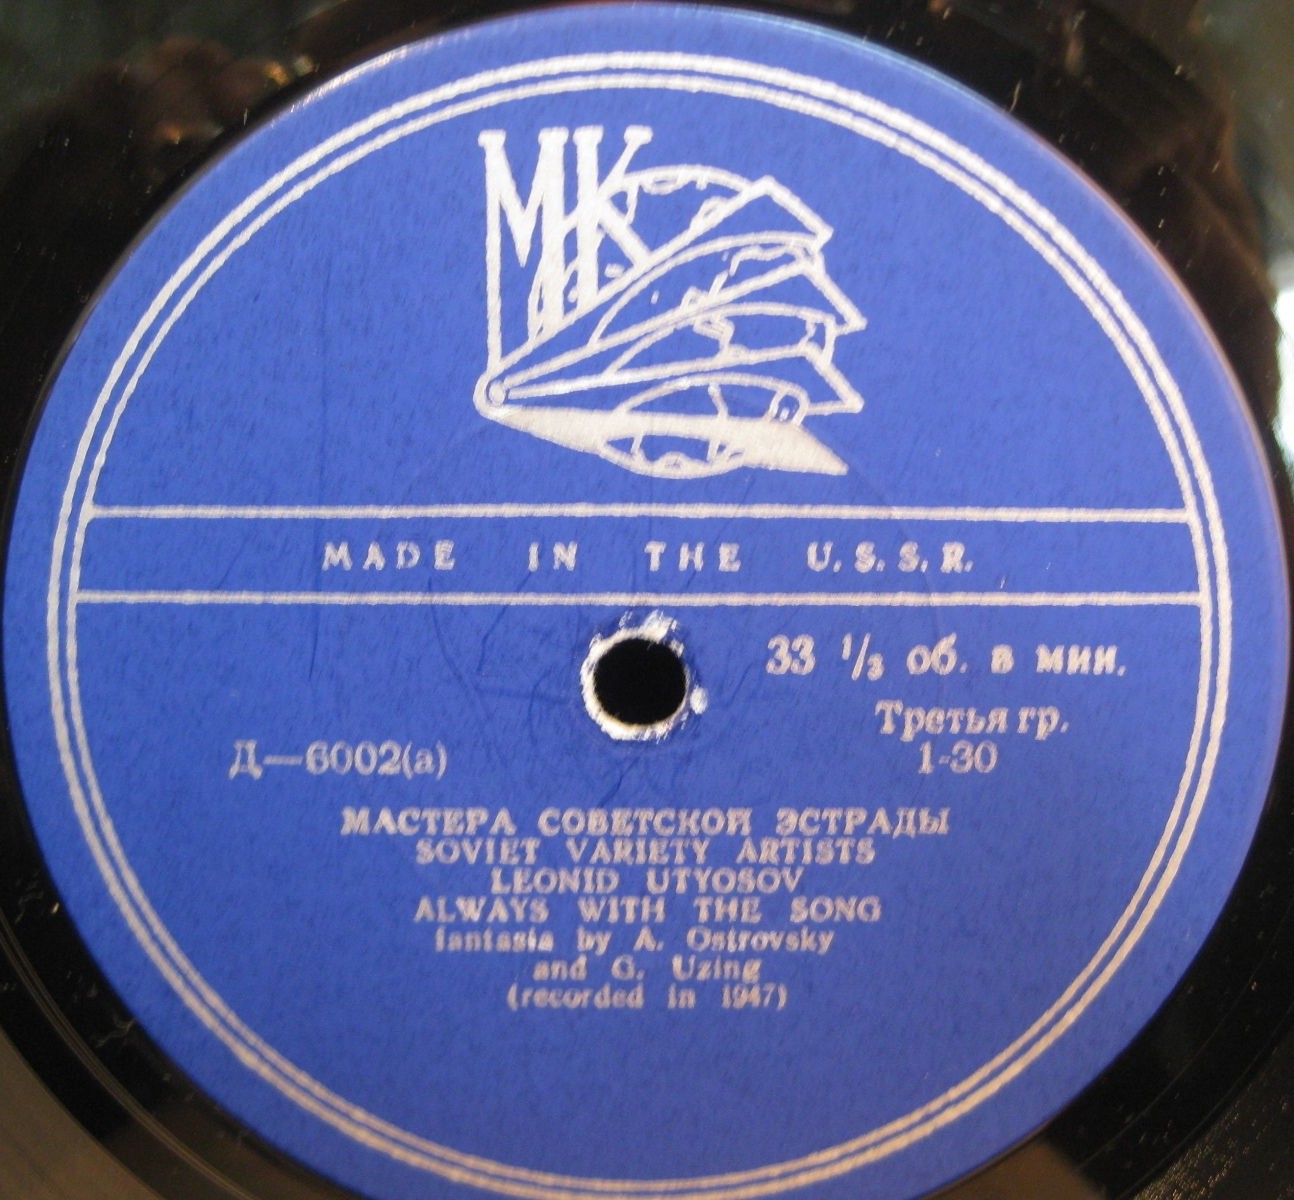 МК
MADE IN THE U.S.S.R.
33 1/3 об. в мин.
Третья гр.
1-30
Д—6002(а)
МАСТЕРА СОВЕТСКОЙ ЭСТРАДЫ
SOVIET VARIETY ARTISTS
LEONID UTYOSOV
ALWAYS WITH THE SONG
fantasia by A. Ostrovsky
and G. Uzing
(recorded in 1947)